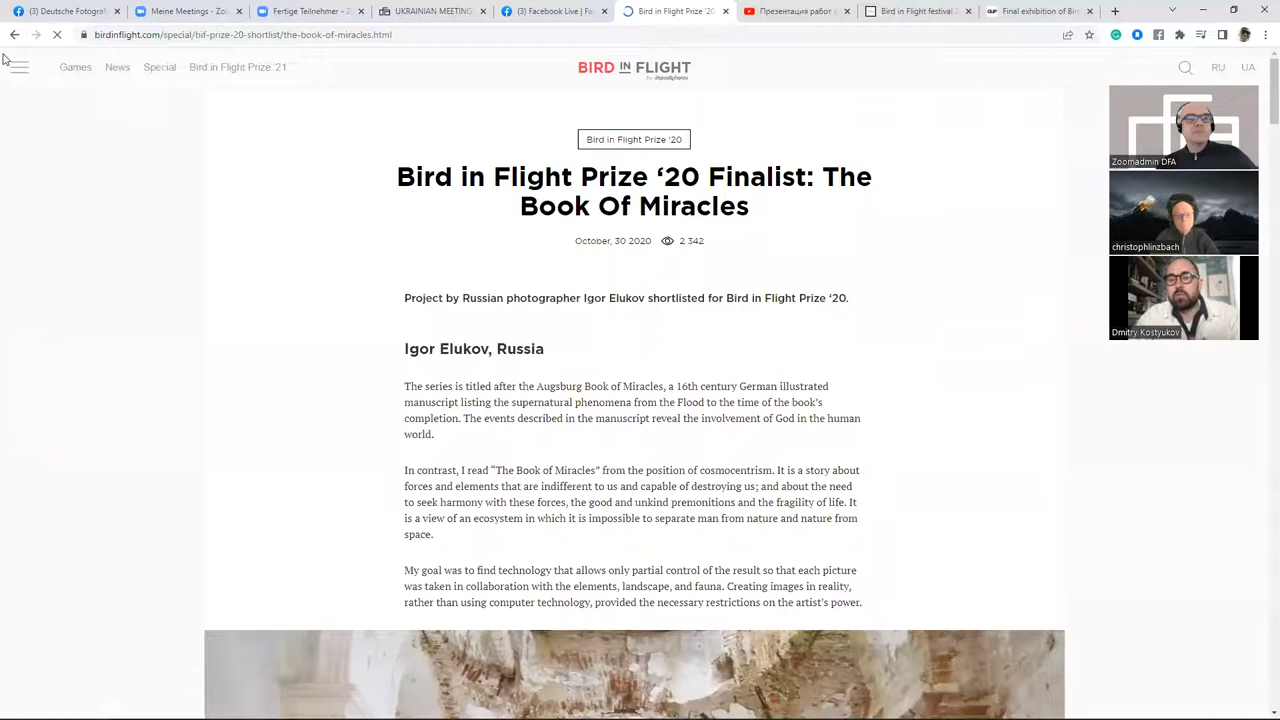 (3) Deutsche Fotograf
Meine Meetings - Zo
Fertige Teilnehmer - Z
UKRAINIAN MEETING
(3) Facebook Live | Fa
Bird in Flight Prize '20
Презентация работ
Bird in Flight festival
Final exhibition of Bir
birdinflight.com/special/bif-prize-20-shortlist/the-book-of-miracles.html
Games News Special Bird in Flight Prize '21
BIRD IN FLIGHT
by depositphotos
RU UA
Bird in Flight Prize '20
Bird in Flight Prize ‘20 Finalist: The
Book Of Miracles
October, 30 2020 2 342
Project by Russian photographer Igor Elukov shortlisted for Bird in Flight Prize ‘20.
Igor Elukov, Russia
The series is titled after the Augsburg Book of Miracles, a 16th century German illustrated
manuscript listing the supernatural phenomena from the Flood to the time of the book’s
completion. The events described in the manuscript reveal the involvement of God in the human
world.
In contrast, I read “The Book of Miracles” from the position of cosmocentrism. It is a story about
forces and elements that are indifferent to us and capable of destroying us; and about the need
to seek harmony with these forces, the good and unkind premonitions and the fragility of life. It
is a view of an ecosystem in which it is impossible to separate man from nature and nature from
space.
My goal was to find technology that allows only partial control of the result so that each picture
was taken in collaboration with the elements, landscape, and fauna. Creating images in reality,
rather than using computer technology, provided the necessary restrictions on the artist’s power.
Zoomadmin DFA
christophlinzbach
Dmitry Kostyukov